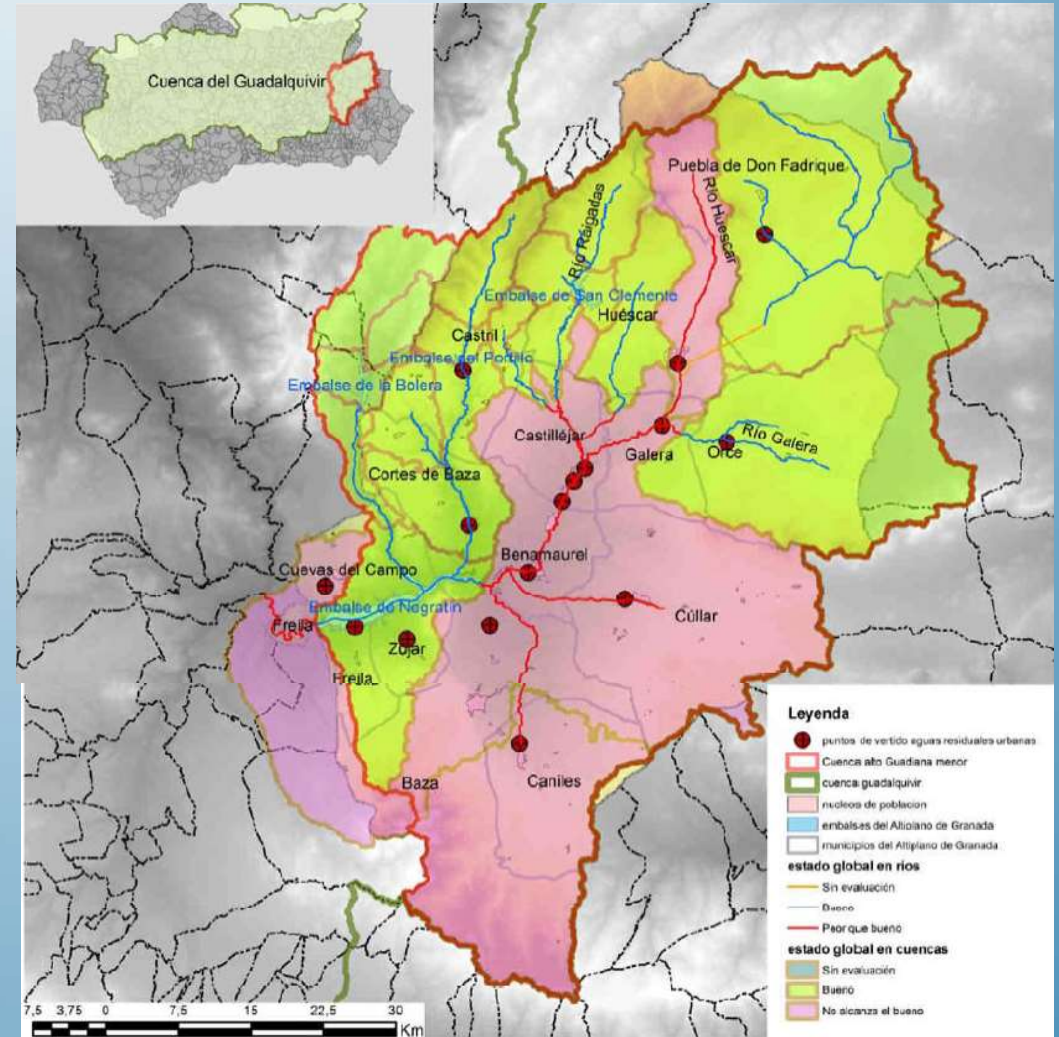 Cuenca del Guadalquivir
Puebla de Don Fadrique
Río Raigadas
Río Huescar
Embalse de San Clemente
Huéscar
Castril
Embalse del Portillo
Embalse de la Bolera
Castilléjar
Galera
Orce
Río Galera
Cortes de Baza
Benamaurel
Cuevas del Campo
Embalse de Negratín
Cúllar
Freila
Zújar
Freila
Baza
Caniles
Leyenda
puntos de vertido aguas residuales urbanas
Cuenca alto Guadiana menor
cuenca guadalquivir
nucleos de poblacion
embalses del Altiplano de Granada
municipios del Altiplano de Granada
estado global en ríos
Sin evaluación
Bueno
Peor que bueno
estado global en cuencas
Sin evaluación
Bueno
No alcanza el bueno
7,5 3,75 0 7,5 15 22,5 30
Km